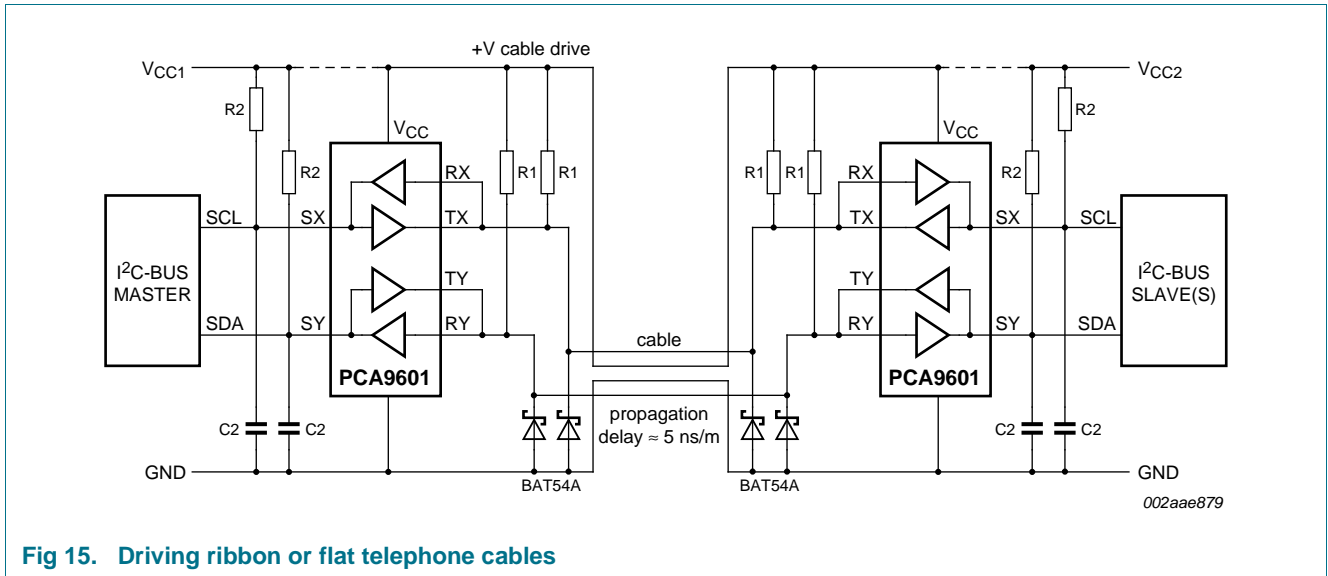 +V cable drive
VCC1
VCC2
R2
R2
VCC
RX
R1
R1
R1
R1
RX
VCC
R2
R2
SCL
SX
TX
TX
SX
SCL
I2C-BUS
MASTER
I2C-BUS
SLAVE(S)
TY
TY
SDA
SY
RY
RY
SY
SDA
cable
PCA9601
PCA9601
propagation
delay ≈ 5 ns/m
C2
C2
C2
C2
GND
BAT54A
BAT54A
GND
002aae879
Fig 15. Driving ribbon or flat telephone cables